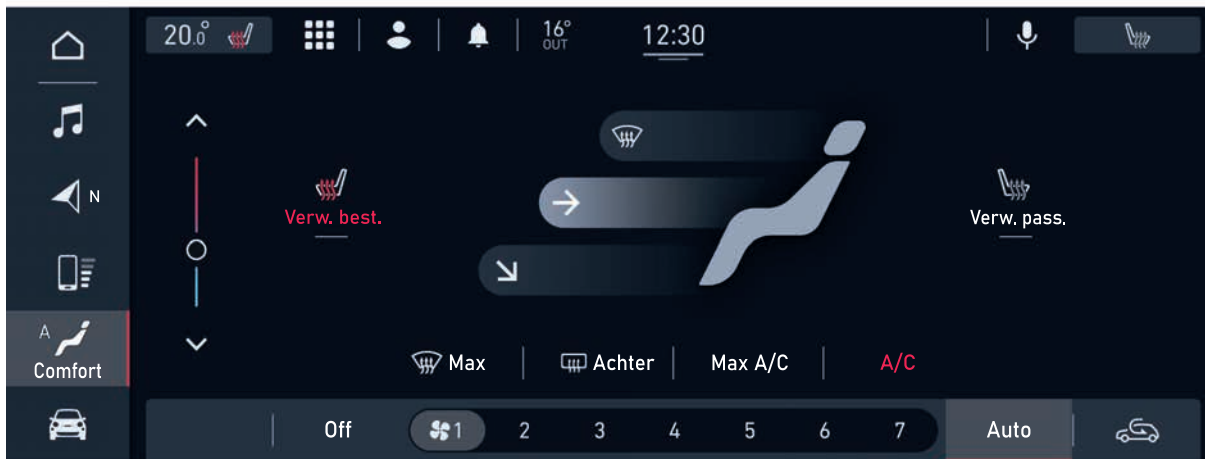 20.0° 16° OUT 12:30
N
Verw. best. Verw. pass.
A
Comfort
Max Achter Max A/C A/C
Off 1 2 3 4 5 6 7 Auto